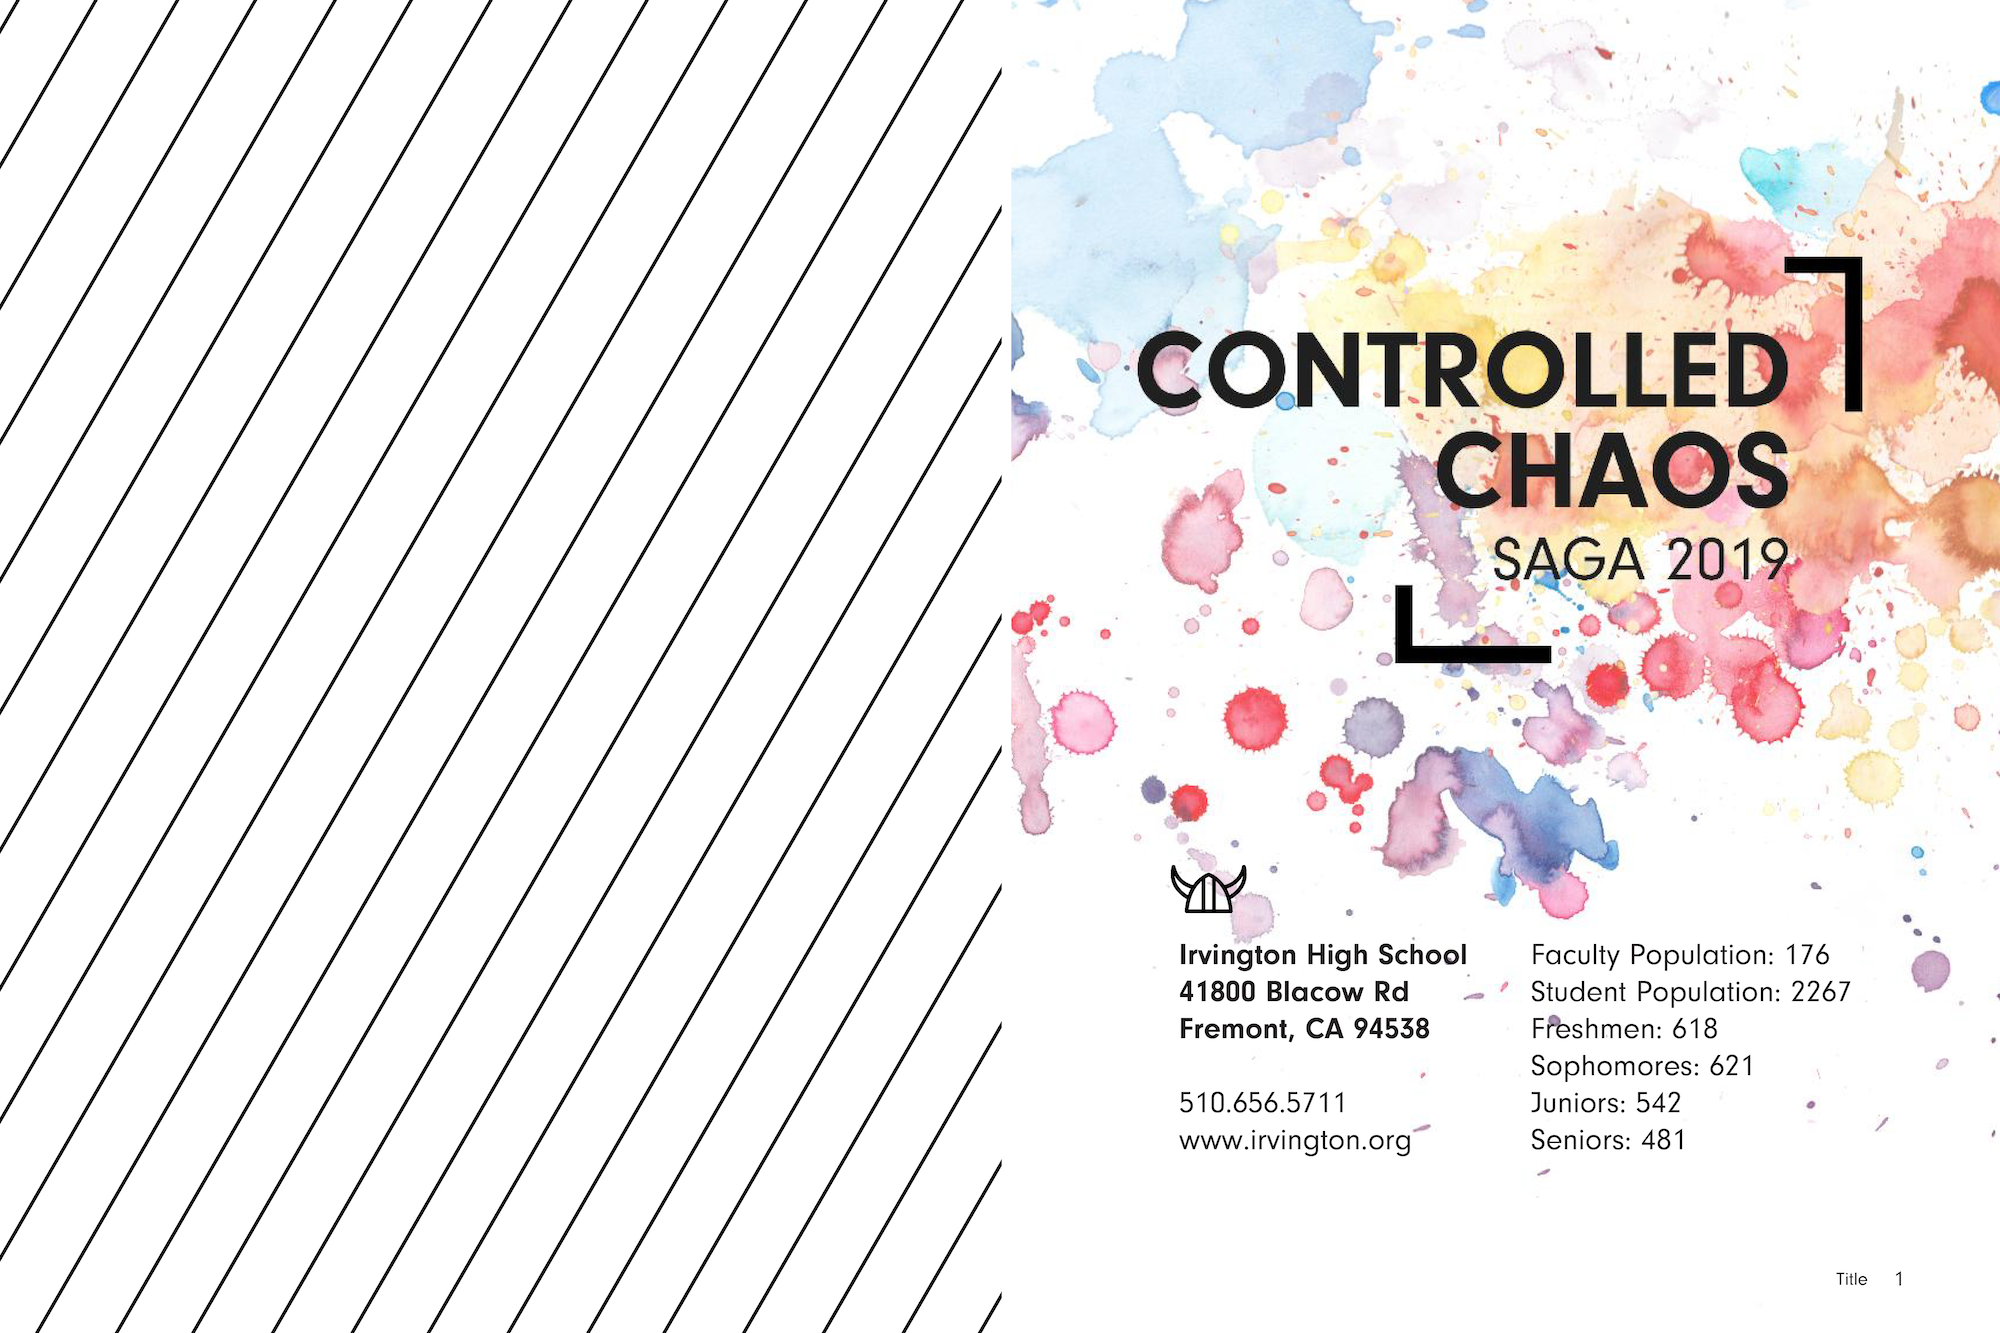 CONTROLLED
CHAOS
SAGA 2019
Irvington High School
41800 Blacow Rd
Fremont, CA 94538
510.656.5711
www.irvington.org
Faculty Population: 176
Student Population: 2267
Freshmen: 618
Sophomores: 621
Juniors: 542
Seniors: 481
Title 1